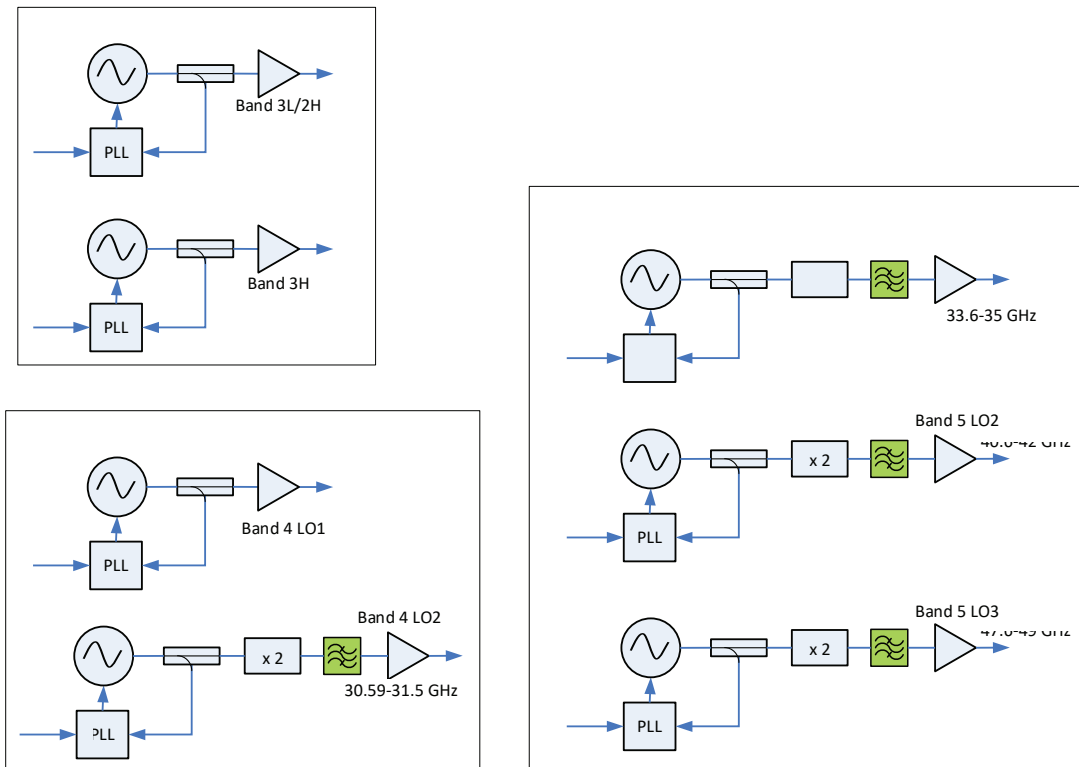 Band 3L/2H
PLL
Band 3H
PLL
Band 4 LO1
PLL
Band 4 LO2
x 2
30.59-31.5 GHz
PLL
33.6-35 GHz
Band 5 LO2
x 2
PLL
Band 5 LO3
x 2
PLL